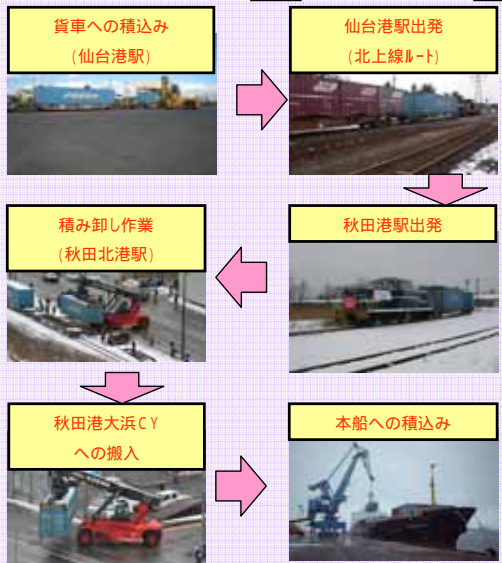 貨車への積込み
(仙台港駅)
仙台港駅出発
(北上線ルート)
秋田港駅出発
積み卸し作業
(秋田北港駅)
秋田港大浜CY
への搬入
本船への積込み